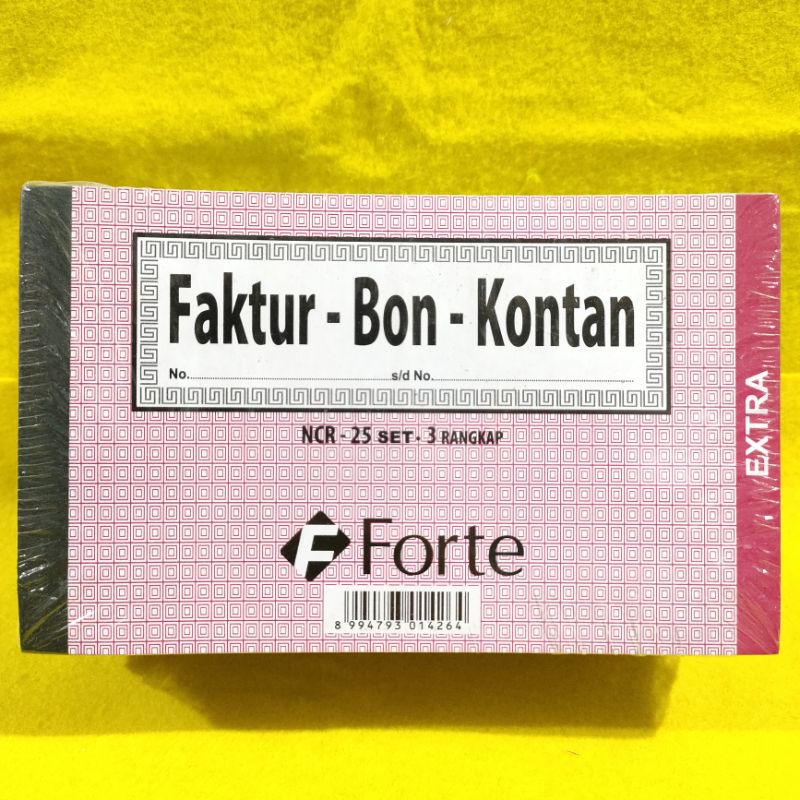 Faktur - Bon - Kontan
No........................................................s/d No........................................................
NCR - 25 SET - 3 RANGKAP
EXTRA
F Forte
8 994793 014264